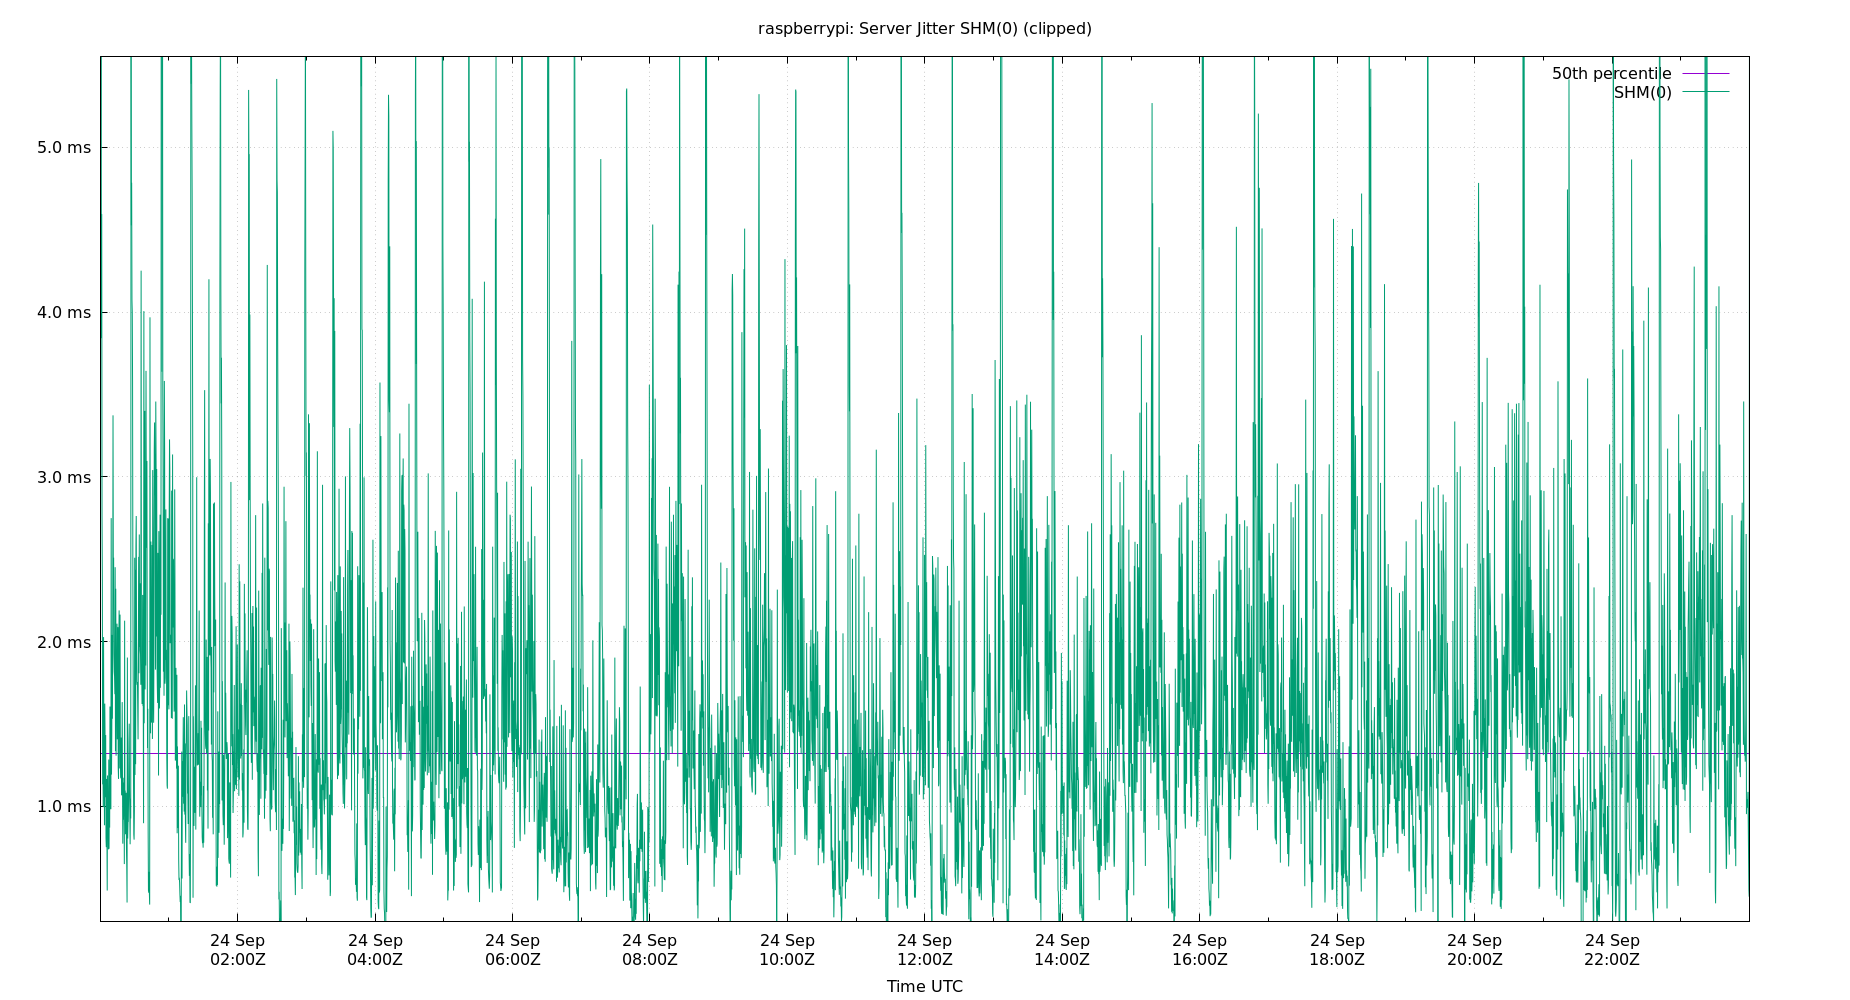 raspberrypi: Server Jitter SHM(0) (clipped)
50th percentile
SHM(0)
5.0 ms
4.0 ms
3.0 ms
2.0 ms
1.0 ms
24 Sep 24 Sep 24 Sep 24 Sep 24 Sep 24 Sep 24 Sep 24 Sep 24 Sep 24 Sep 24 Sep
02:00Z 04:00Z 06:00Z 08:00Z 10:00Z 12:00Z 14:00Z 16:00Z 18:00Z 20:00Z 22:00Z
Time UTC